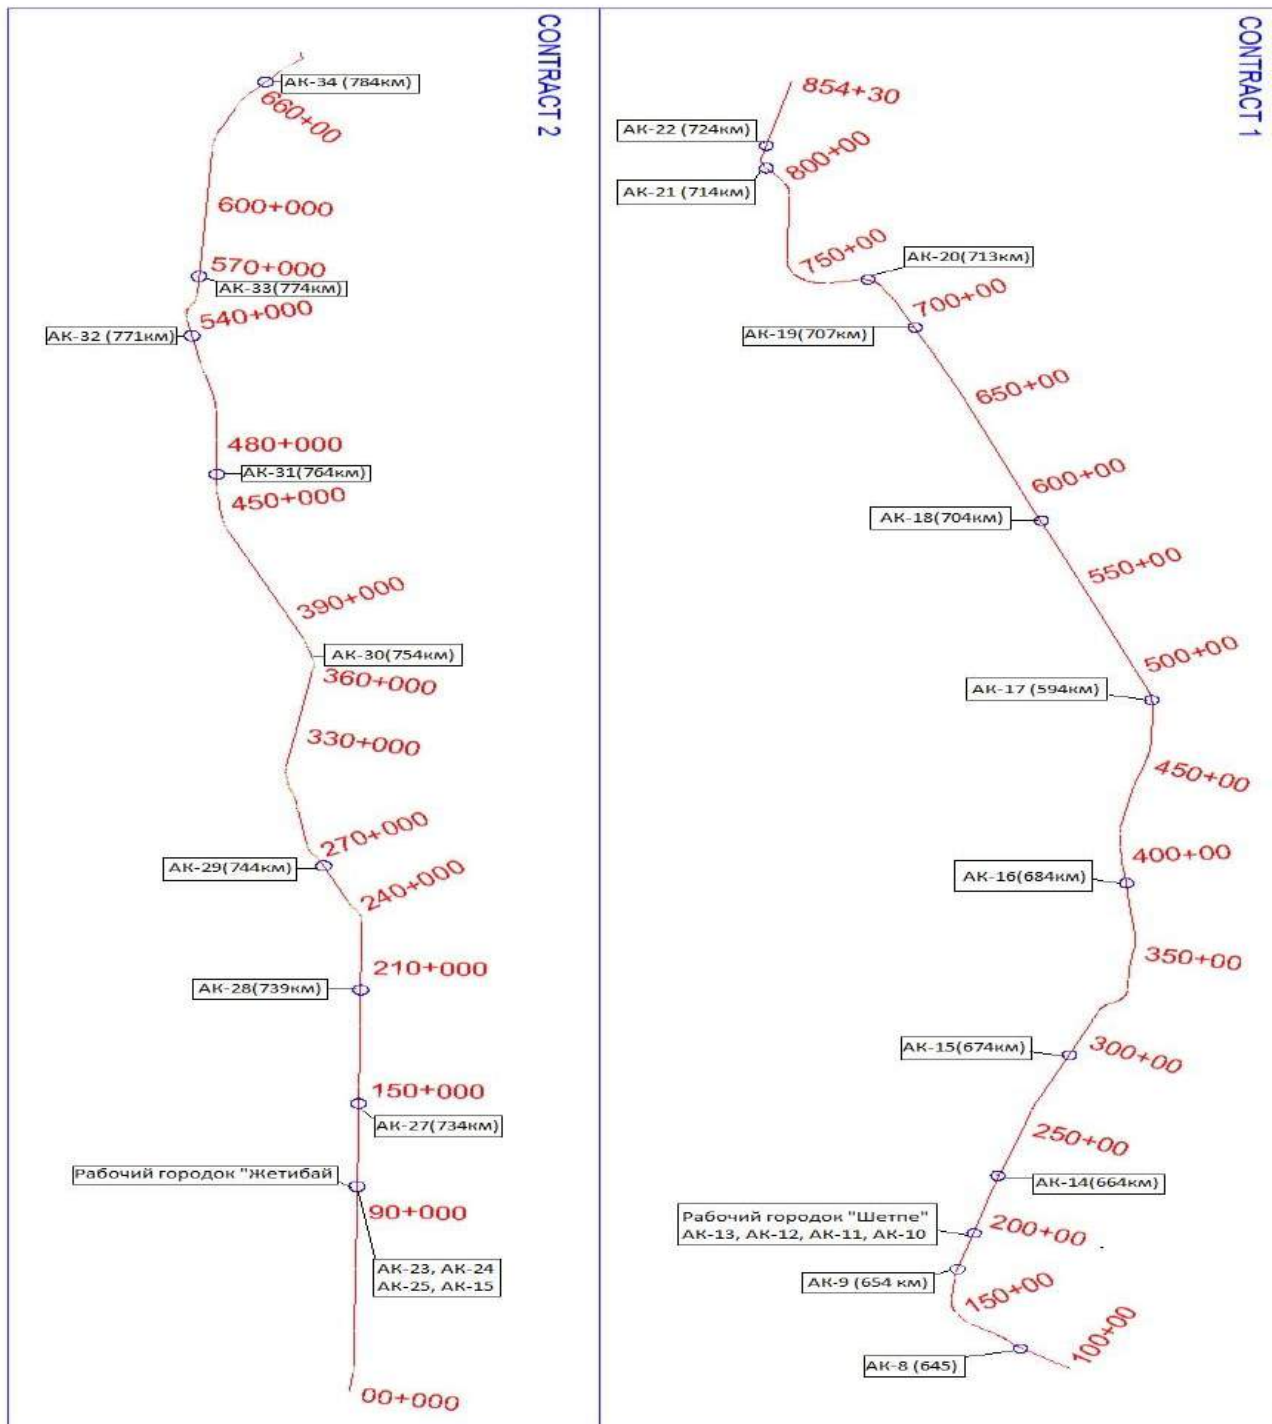 CONTRACT 2
АК-34 (784км)
660+00
600+000
570+000
АК-33(774км)
540+000
АК-32 (771км)
480+000
АК-31(764км)
450+000
390+000
АК-30(754км)
360+000
330+000
270+000
АК-29(744км)
240+000
210+000
АК-28(739км)
150+000
АК-27(734км)
Рабочий городок "Жетибай
90+000
АК-23, АК-24
АК-25, АК-15
00+000
CONTRACT 1
854+30
АК-22 (724км)
800+00
АК-21 (714км)
750+00
АК-20(713км)
700+00
АК-19(707км)
650+00
600+00
АК-18(704км)
550+00
500+00
АК-17 (594км)
450+00
400+00
АК-16(684км)
350+00
АК-15(674км)
300+00
250+00
АК-14(664км)
Рабочий городок "Шетпе"
АК-13, АК-12, АК-11, АК-10
200+00
АК-9 (654 км)
150+00
100+00
АК-8 (645)